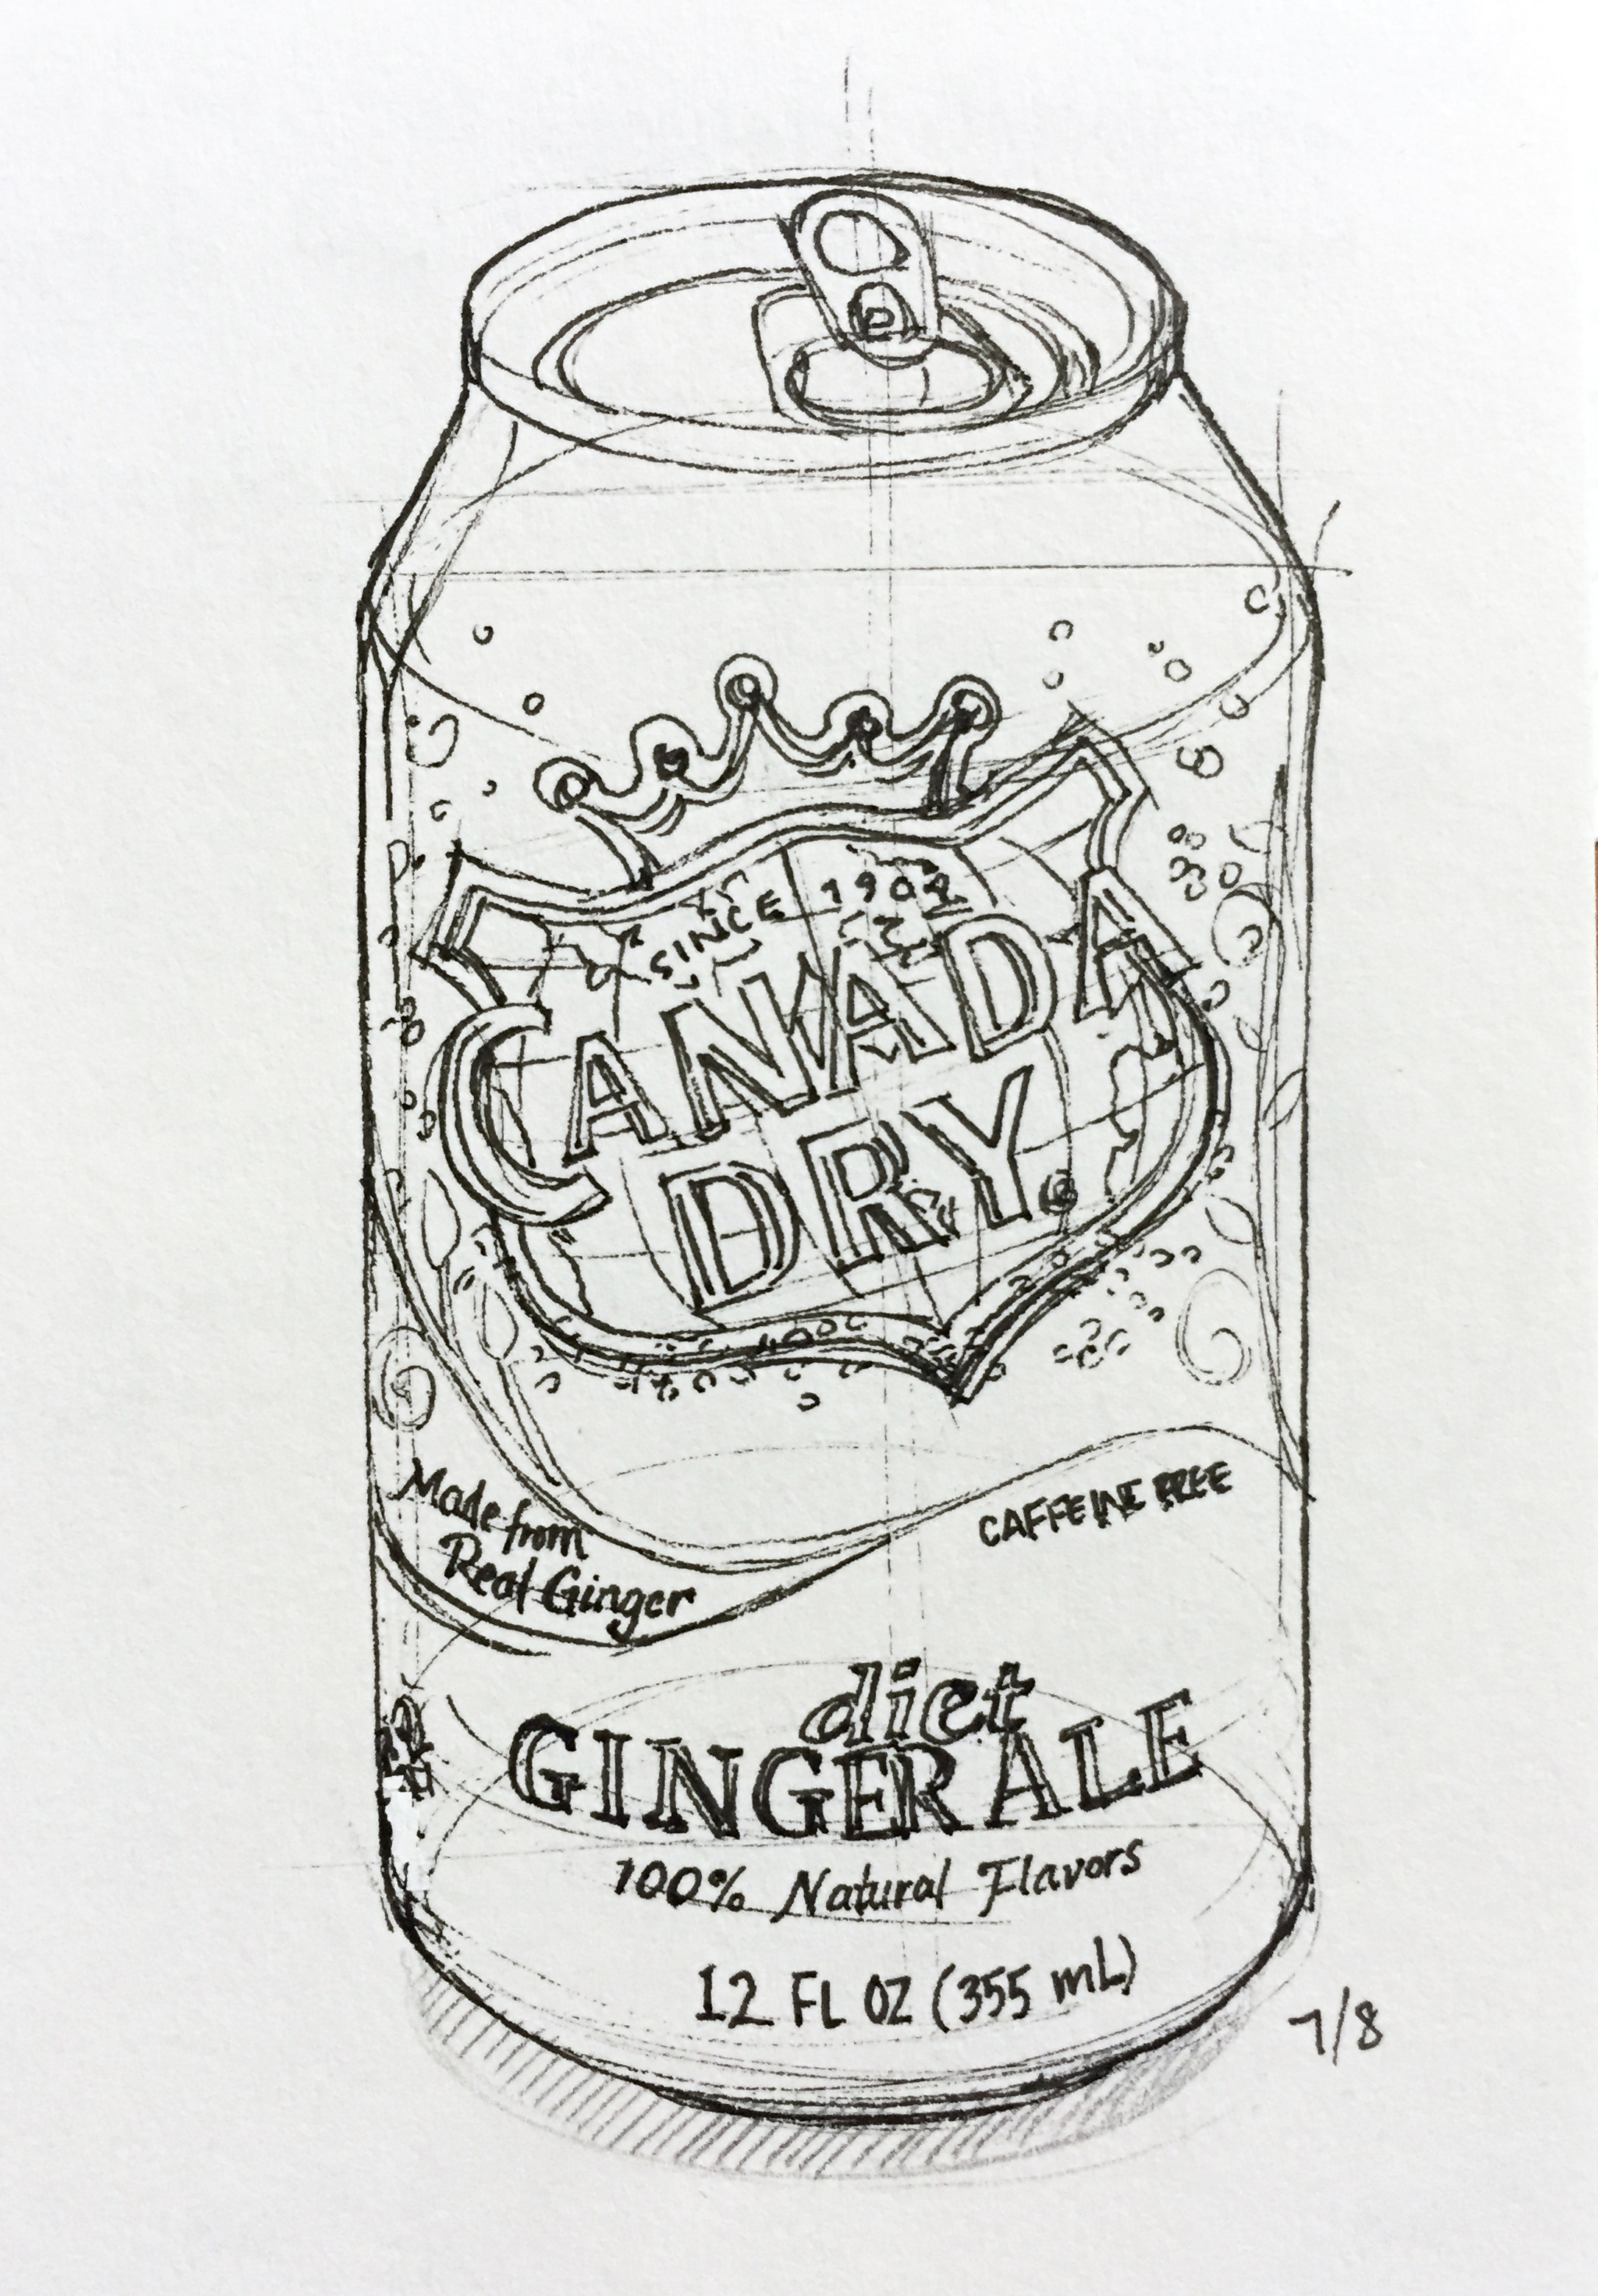 SINCE 1904
CANADA
DRY
Made from
Real Ginger
CAFFEINE FREE
diet
GINGER ALE
100% Natural Flavors
12 FL OZ (355 mL)
7/8